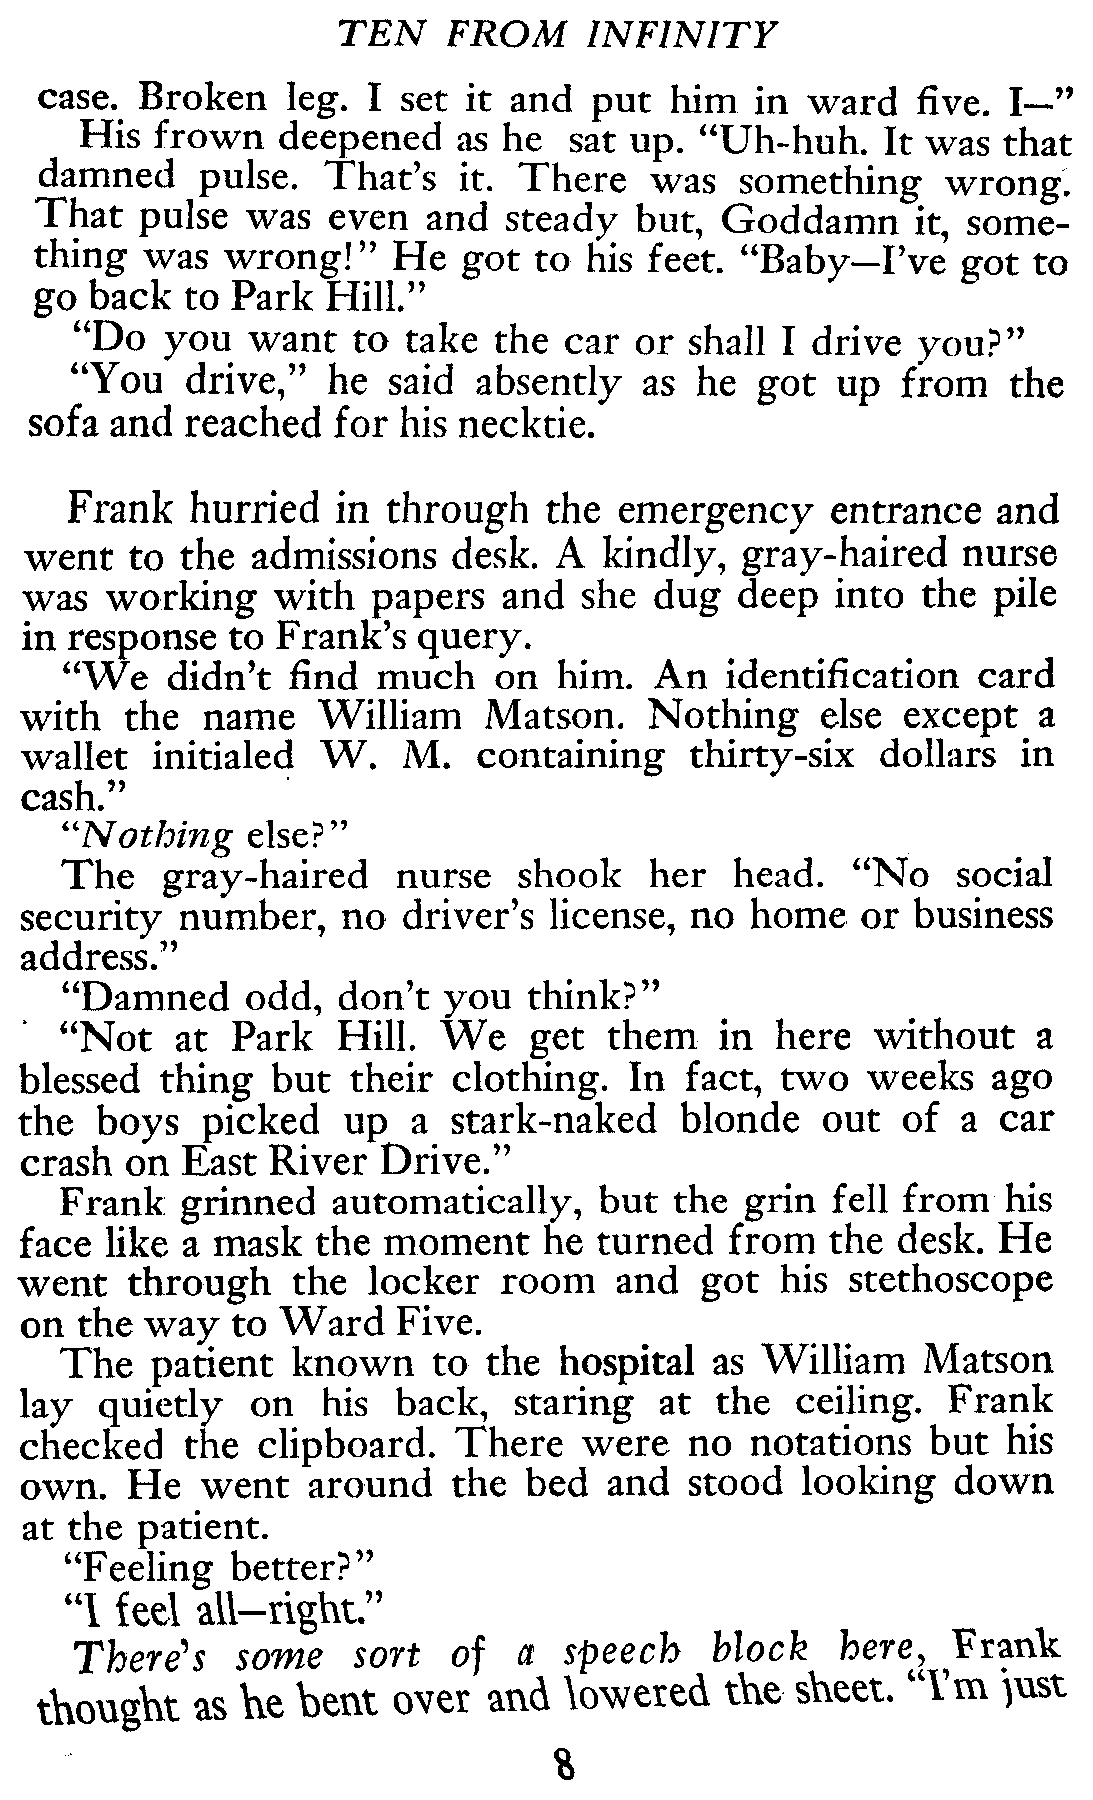 TEN FROM INFINITY
case. Broken leg. I set it and put him in ward five. I—”
His frown deepened as he sat up. “Uh-huh. It was that
damned pulse. That’s it. There was something wrong.
That pulse was even and steady but, Goddamn it, some-
thing was wrong!” He got to his feet. “Baby—I’ve got to
go back to Park Hill.”
“Do you want to take the car or shall I drive you?”
“You drive,” he said absently as he got up from the
sofa and reached for his necktie.
Frank hurried in through the emergency entrance and
went to the admissions desk. A kindly, gray-haired nurse
was working with papers and she dug deep into the pile
in response to Frank’s query.
“We didn’t find much on him. An identification card
with the name William Matson. Nothing else except a
wallet initialed W. M. containing thirty-six dollars in
cash.”
“Nothing else?”
The gray-haired nurse shook her head. “No social
security number, no driver’s license, no home or business
address.”
“Damned odd, don’t you think?”
“Not at Park Hill. We get them in here without a
blessed thing but their clothing. In fact, two weeks ago
the boys picked up a stark-naked blonde out of a car
crash on East River Drive.”
Frank grinned automatically, but the grin fell from his
face like a mask the moment he turned from the desk. He
went through the locker room and got his stethoscope
on the way to Ward Five.
The patient known to the hospital as William Matson
lay quietly on his back, staring at the ceiling. Frank
checked the clipboard. There were no notations but his
own. He went around the bed and stood looking down
at the patient.
“Feeling better?”
“I feel all—right.”
There’s some sort of a speech block here, Frank
thought as he bent over and lowered the sheet. “I’m just
8